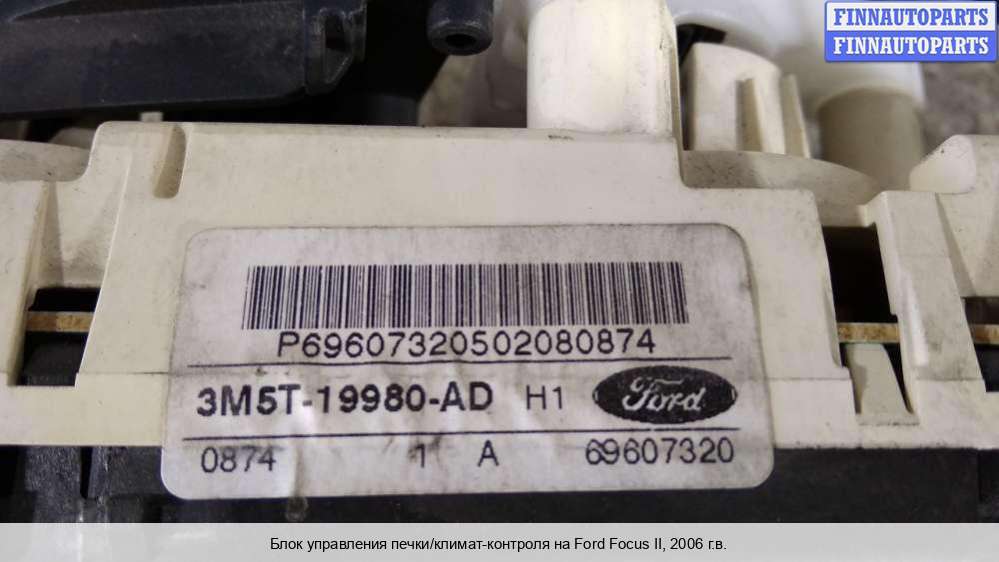 FINNAUTOPARTS
FINNAUTOPARTS
P69607320502080874
3M5T-19980-AD H1 Ford
0874 1 A 69607320
Блок управления печки/климат-контроля на Ford Focus II, 2006 г.в.